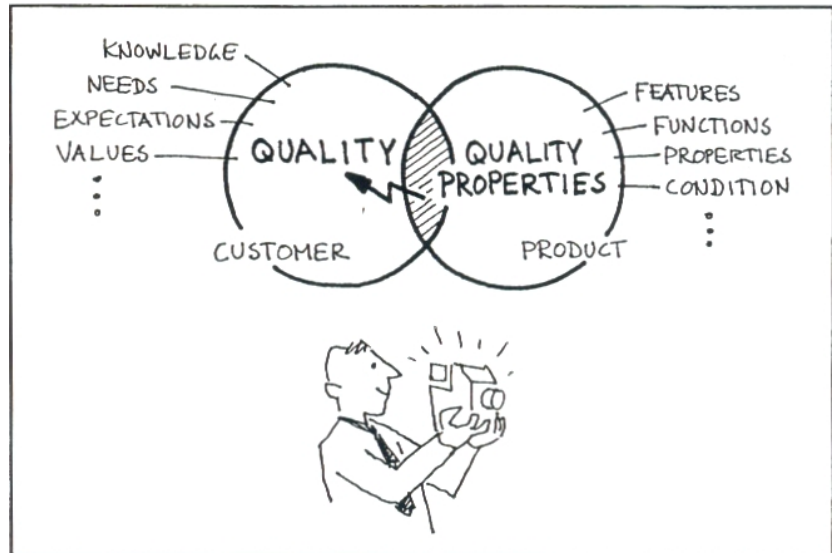 KNOWLEDGE
NEEDS
EXPECTATIONS
VALUES
QUALITY
CUSTOMER
QUALITY
PROPERTIES
PRODUCT
FEATURES
FUNCTIONS
PROPERTIES
CONDITION